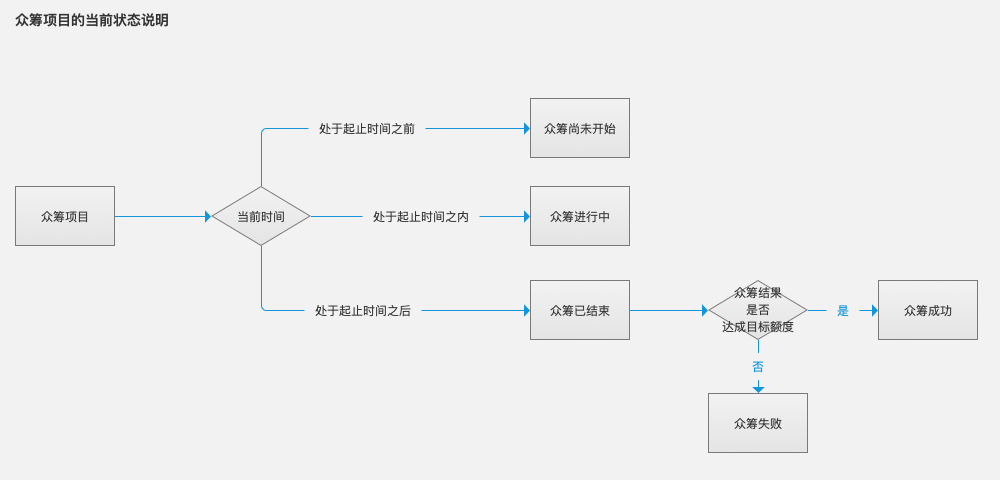 众筹项目的当前状态说明
处于起止时间之前
众筹尚未开始
众筹项目
当前时间
处于起止时间之内
众筹进行中
处于起止时间之后
众筹已结束
众筹结果
是否
达成目标额度
是
众筹成功
否
众筹失败